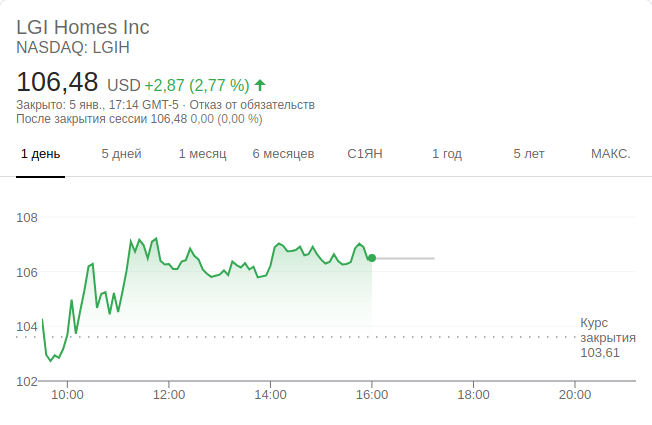 LGI Homes Inc
NASDAQ: LGIH
106,48 USD +2,87 (2,77 %)
Закрыто: 5 янв., 17:14 GMT-5 · Отказ от обязательств
После закрытия сессии 106,48 0,00 (0,00 %)
1 день 5 дней 1 месяц 6 месяцев С1ЯН 1 год 5 лет МАКС.
108
106
104
Курс
закрытия
103,61
102
10:00 12:00 14:00 16:00 18:00 20:00